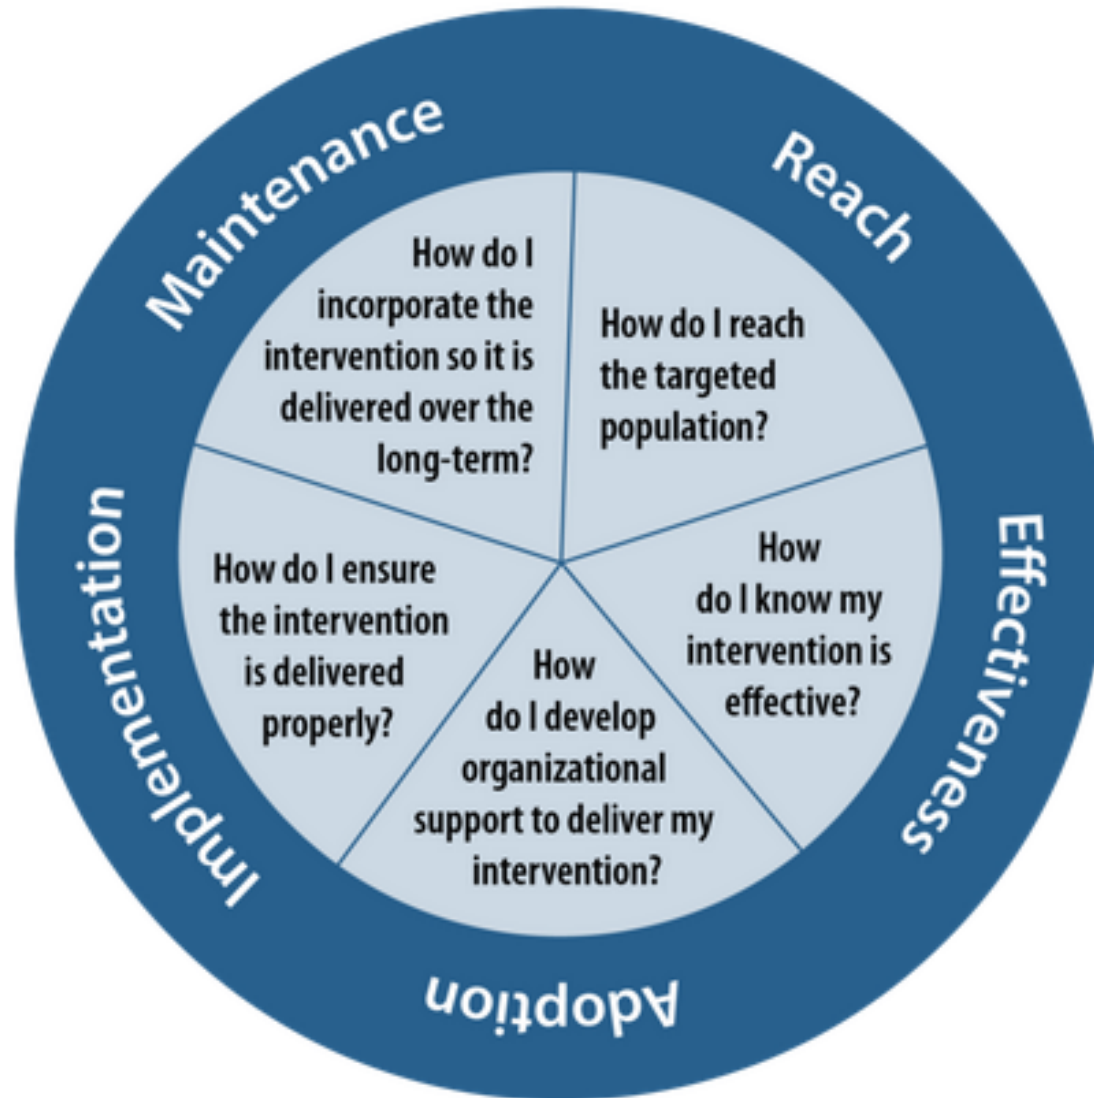 Reach
How do I reach
the targeted
population?
Effectiveness
How
do I know my
intervention is
effective?
Adoption
How
do I develop
organizational
support to deliver my
intervention?
Implementation
How do I ensure
the intervention
is delivered
properly?
Maintenance
How do I
incorporate the
intervention so it is
delivered over the
long-term?